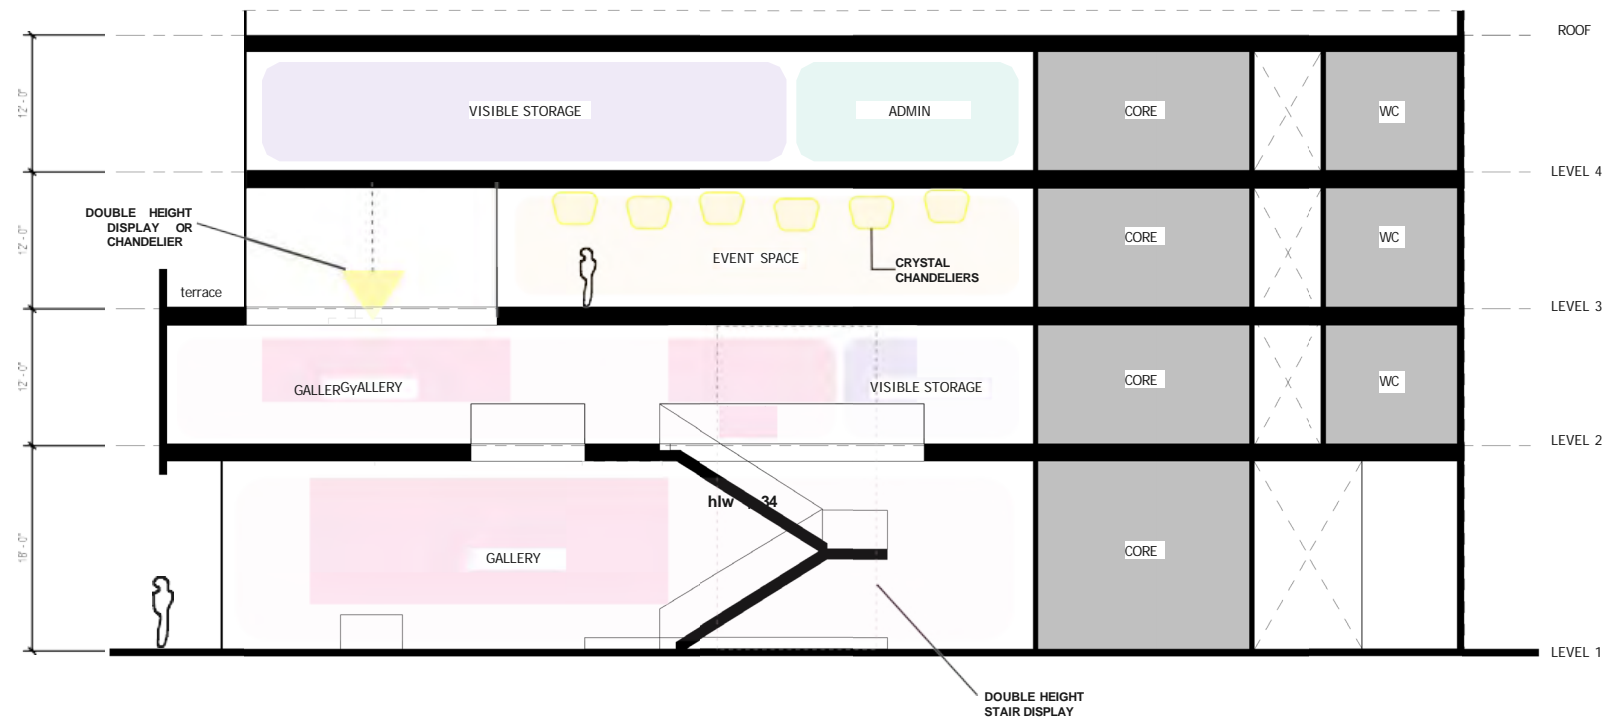 ROOF
12'-0"
VISIBLE STORAGE
ADMIN
CORE
WC
LEVEL 4
DOUBLE HEIGHT
DISPLAY OR
CHANDELIER
12'-0"
EVENT SPACE
CRYSTAL
CHANDELIERS
CORE
WC
terrace
LEVEL 3
12'-0"
GALLERY
GALLERY
VISIBLE STORAGE
CORE
WC
LEVEL 2
hlw
34
18'-0"
GALLERY
CORE
LEVEL 1
DOUBLE HEIGHT
STAIR DISPLAY